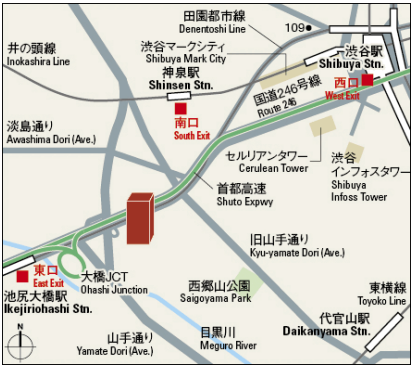 田園都市線
Denentoshi Line
109
井の頭線
Inokashira Line
渋谷マークシティ
Shibuya Mark City
渋谷駅
Shibuya Stn.
神泉駅
Shinsen Stn.
国道246号線
Route 246
西口
West Exit
南口
South Exit
淡島通り
Awashima Dori (Ave.)
セルリアンタワー
Cerulean Tower
渋谷
インフォスタワー
Shibuya
Infoss Tower
首都高速
Shuto Expwy
旧山手通り
Kyu-yamate Dori (Ave.)
東口
East Exit
大橋JCT
Ohashi Junction
池尻大橋駅
Ikejiriohashi Stn.
西郷山公園
Saigoyama Park
東横線
Toyoko Line
代官山駅
Daikanyama Stn.
目黒川
Meguro River
山手通り
Yamate Dori (Ave.)
N